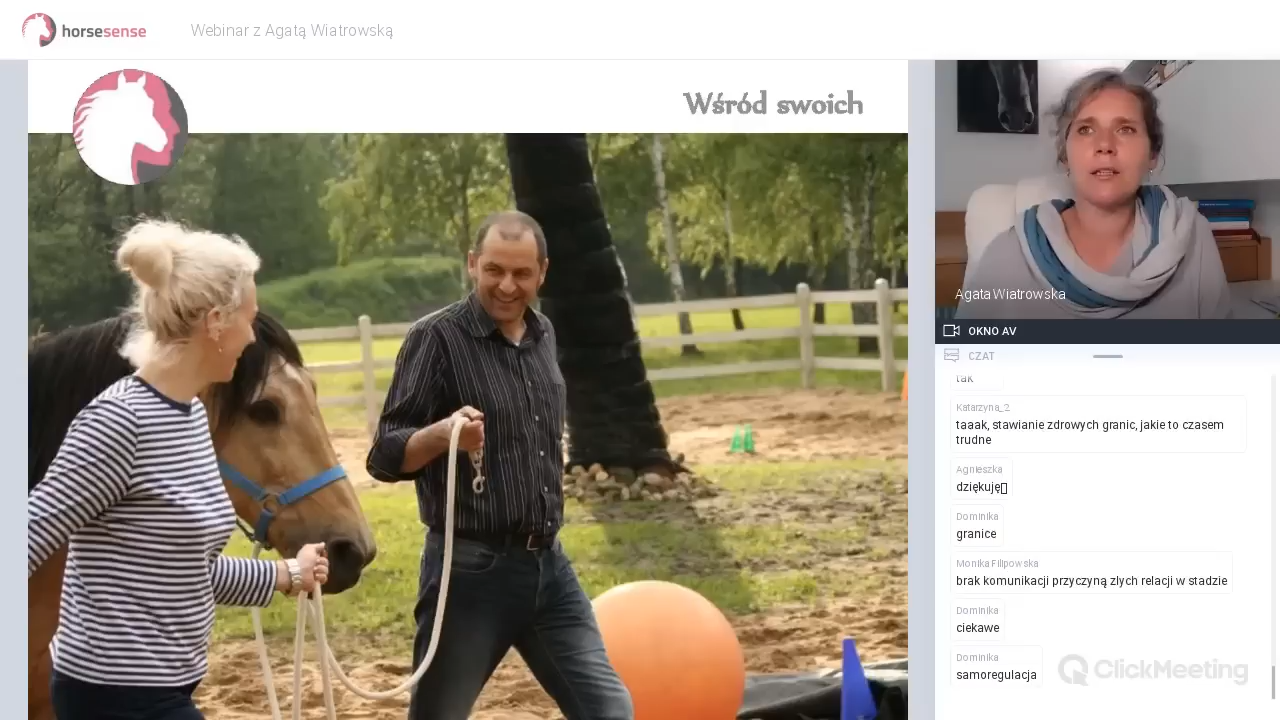 horsesense
Webinar z Agatą Wiatrowską
Wśród swoich
Agata Wiatrowska
OKNO AV
CZAT
tak
Katarzyna_2
taaak, stawianie zdrowych granic, jakie to czasem
trudne
Agnieszka
dziękuję
Dominika
granice
Monika Filipowska
brak komunikacji przyczyną zlych relacji w stadzie
Dominika
ciekawe
Dominika
samoregulacja
ClickMeeting